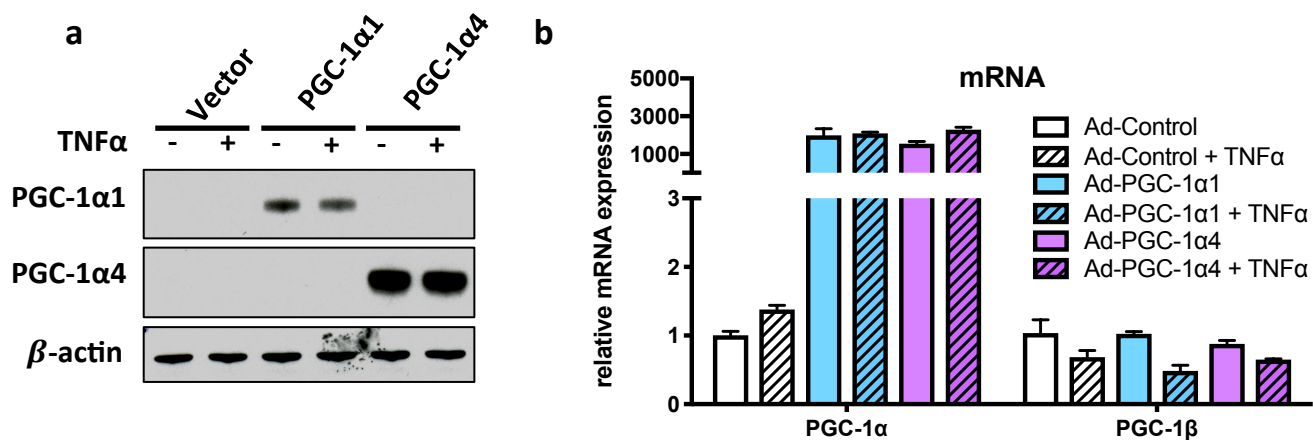 a
Vector
PGC-1α1
PGC-1α4
TNFα - + - + - +
PGC-1α1
PGC-1α4
β-actin
b
mRNA
relative mRNA expression
5000
3000
1000
3
2
1
0
PGC-1α
PGC-1β
Ad-Control
Ad-Control + TNFα
Ad-PGC-1α1
Ad-PGC-1α1 + TNFα
Ad-PGC-1α4
Ad-PGC-1α4 + TNFα